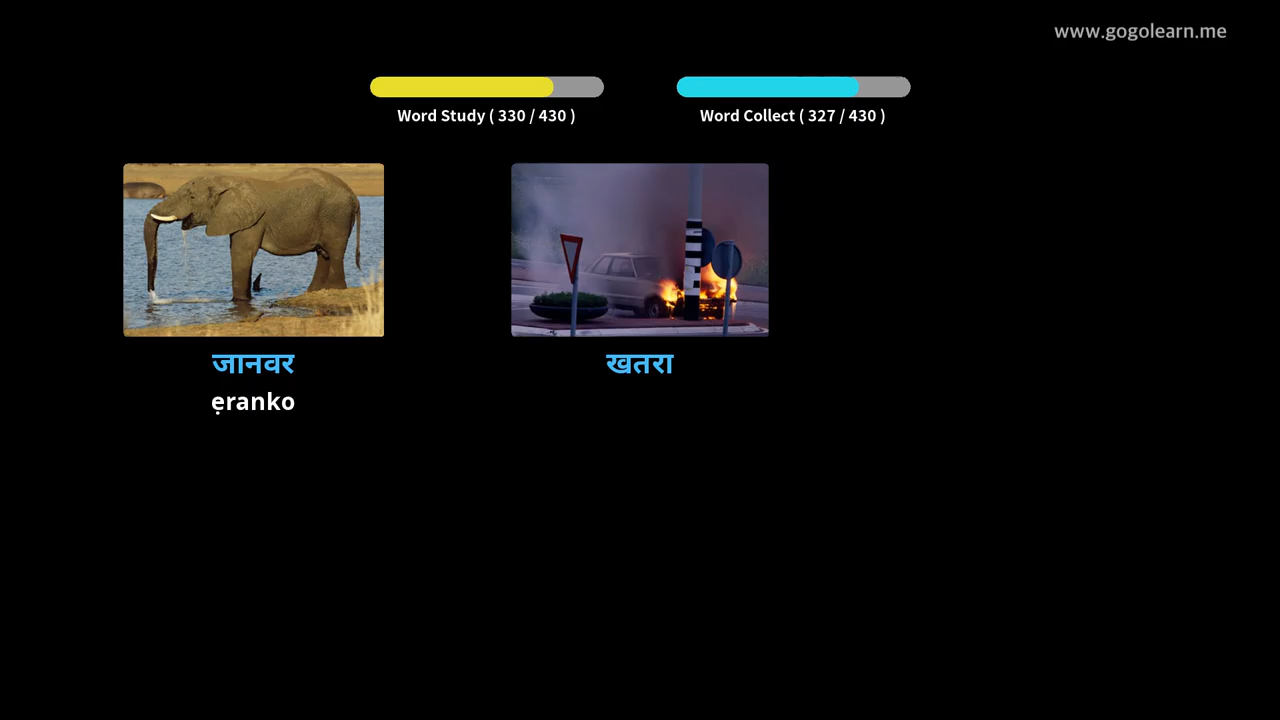 www.gogolearn.me
Word Study ( 330 / 430 )
Word Collect ( 327 / 430 )
जानवर
ẹranko
खतरा